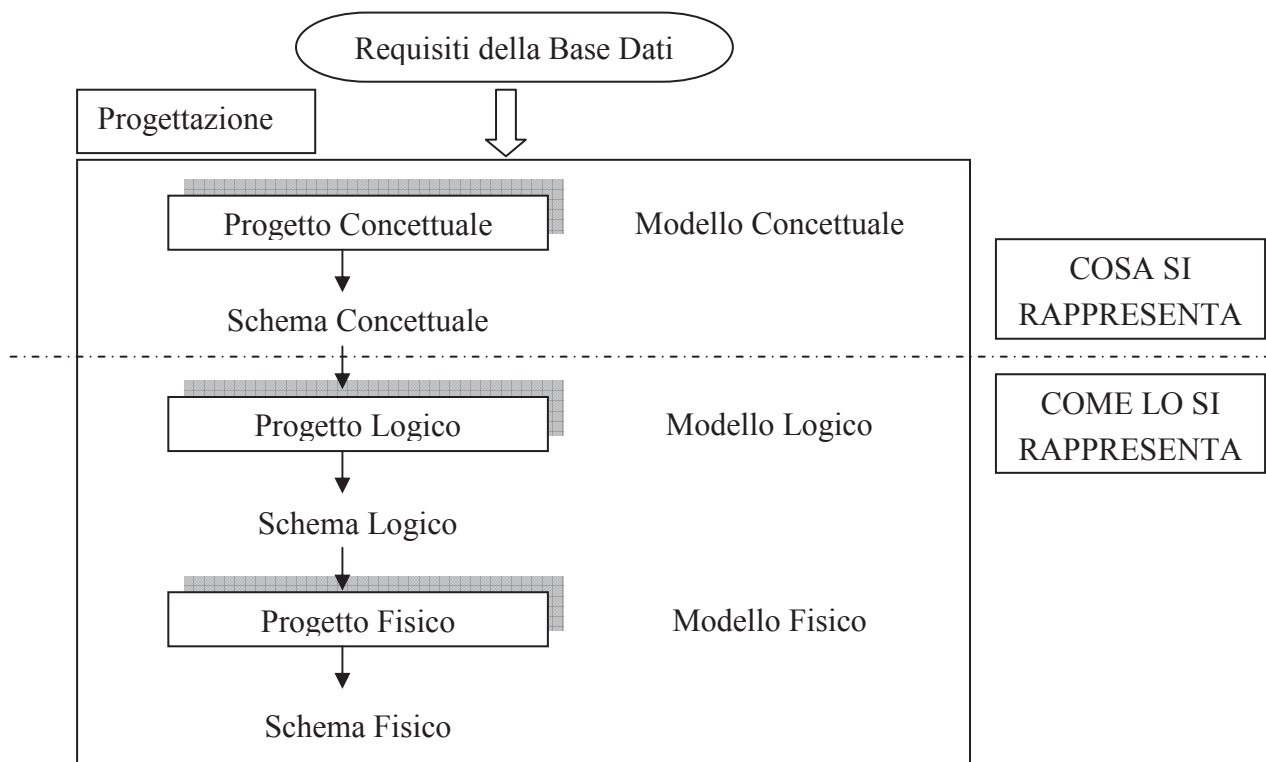 Requisiti della Base Dati
Progettazione
Progetto Concettuale
Modello Concettuale
COSA SI
RAPPRESENTA
Schema Concettuale
Progetto Logico
Modello Logico
COME LO SI
RAPPRESENTA
Schema Logico
Progetto Fisico
Modello Fisico
Schema Fisico